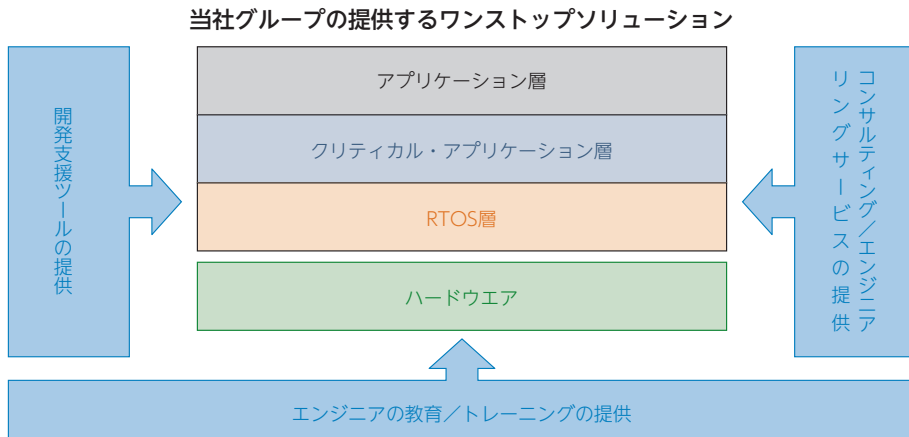 当社グループの提供するワンストップソリューション
開発支援ツールの提供
アプリケーション層
クリティカル・アプリケーション層
RTOS層
ハードウエア
コンサルティング／エンジニア
リングサービスの提供
エンジニアの教育／トレーニングの提供